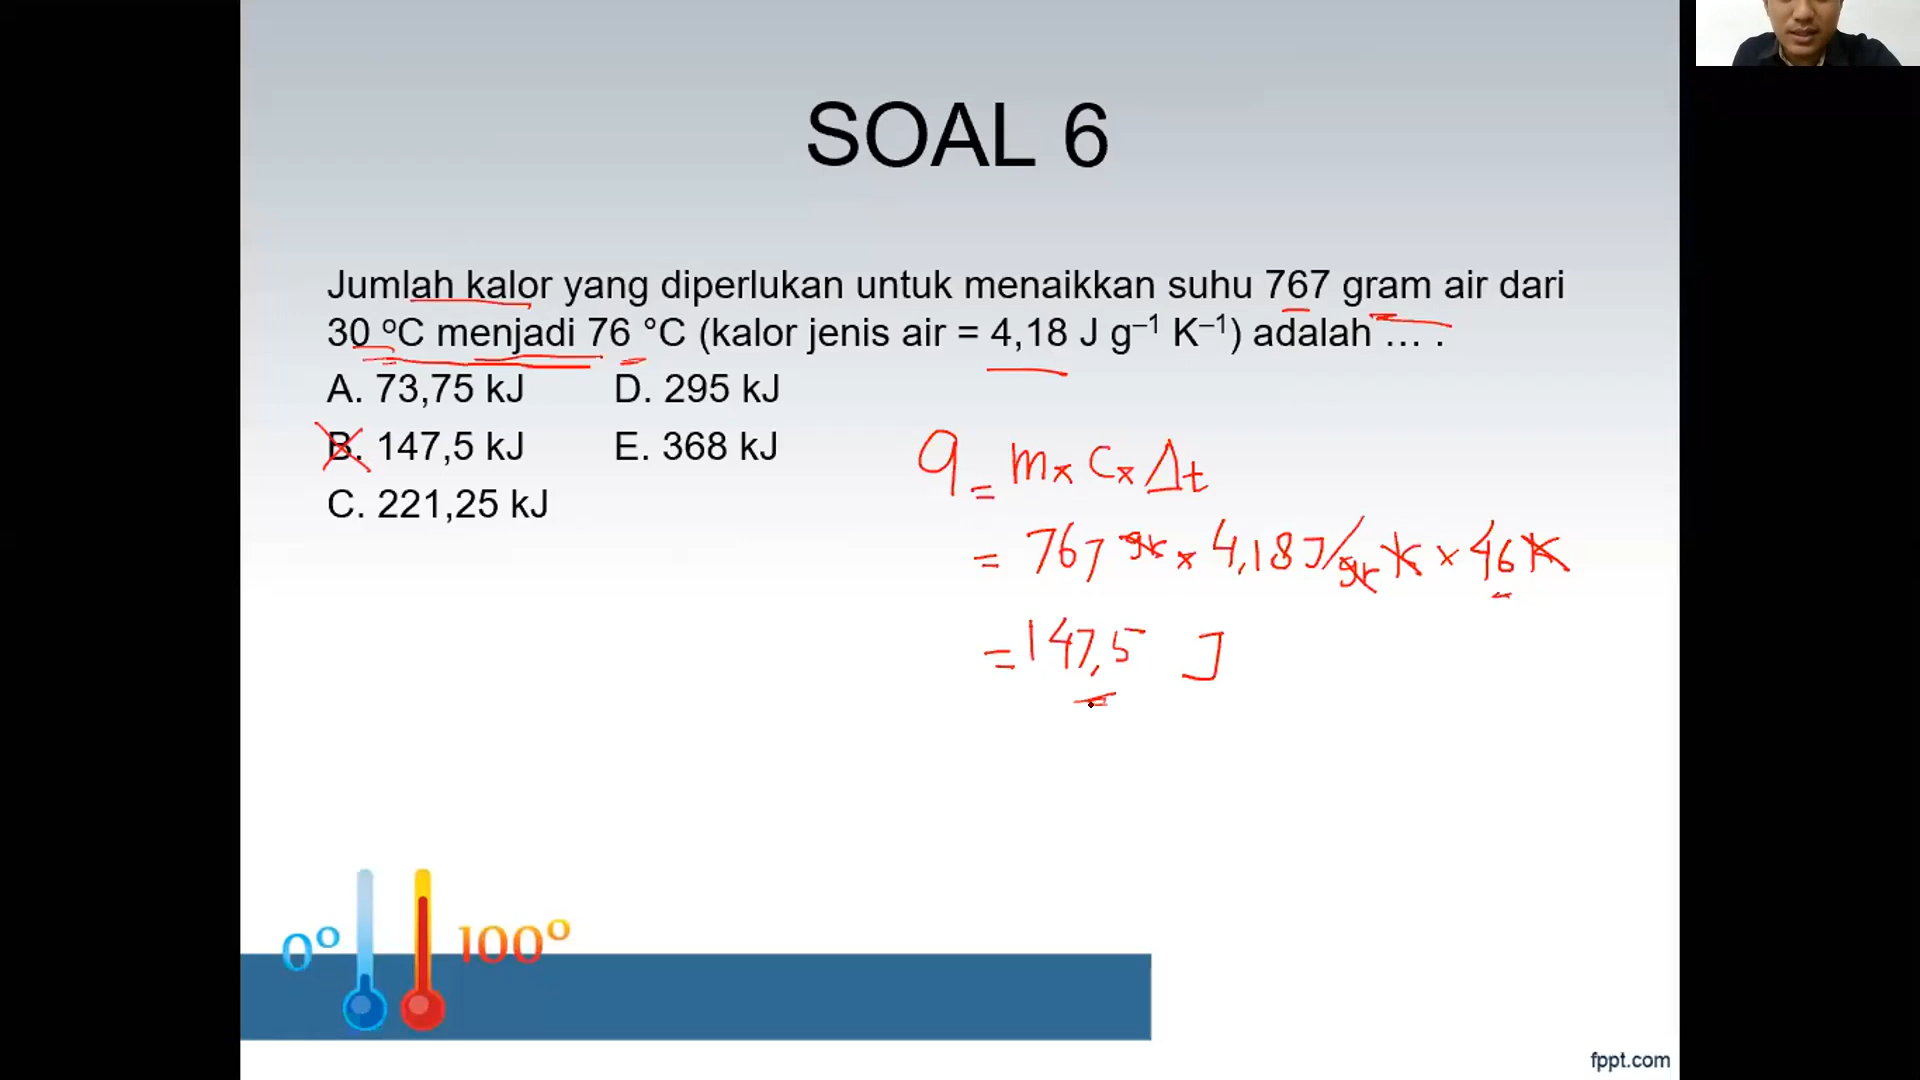 SOAL 6
Jumlah kalor yang diperlukan untuk menaikkan suhu 767 gram air dari
30 °C menjadi 76 °C (kalor jenis air = 4,18 J g⁻¹ K⁻¹) adalah ... .
A. 73,75 kJ D. 295 kJ
B. 147,5 kJ E. 368 kJ
C. 221,25 kJ
q = m x c x Δt
= 767 gr x 4,18 J/gr K x 46 K
= 147,5 J
0° 100°
fppt.com